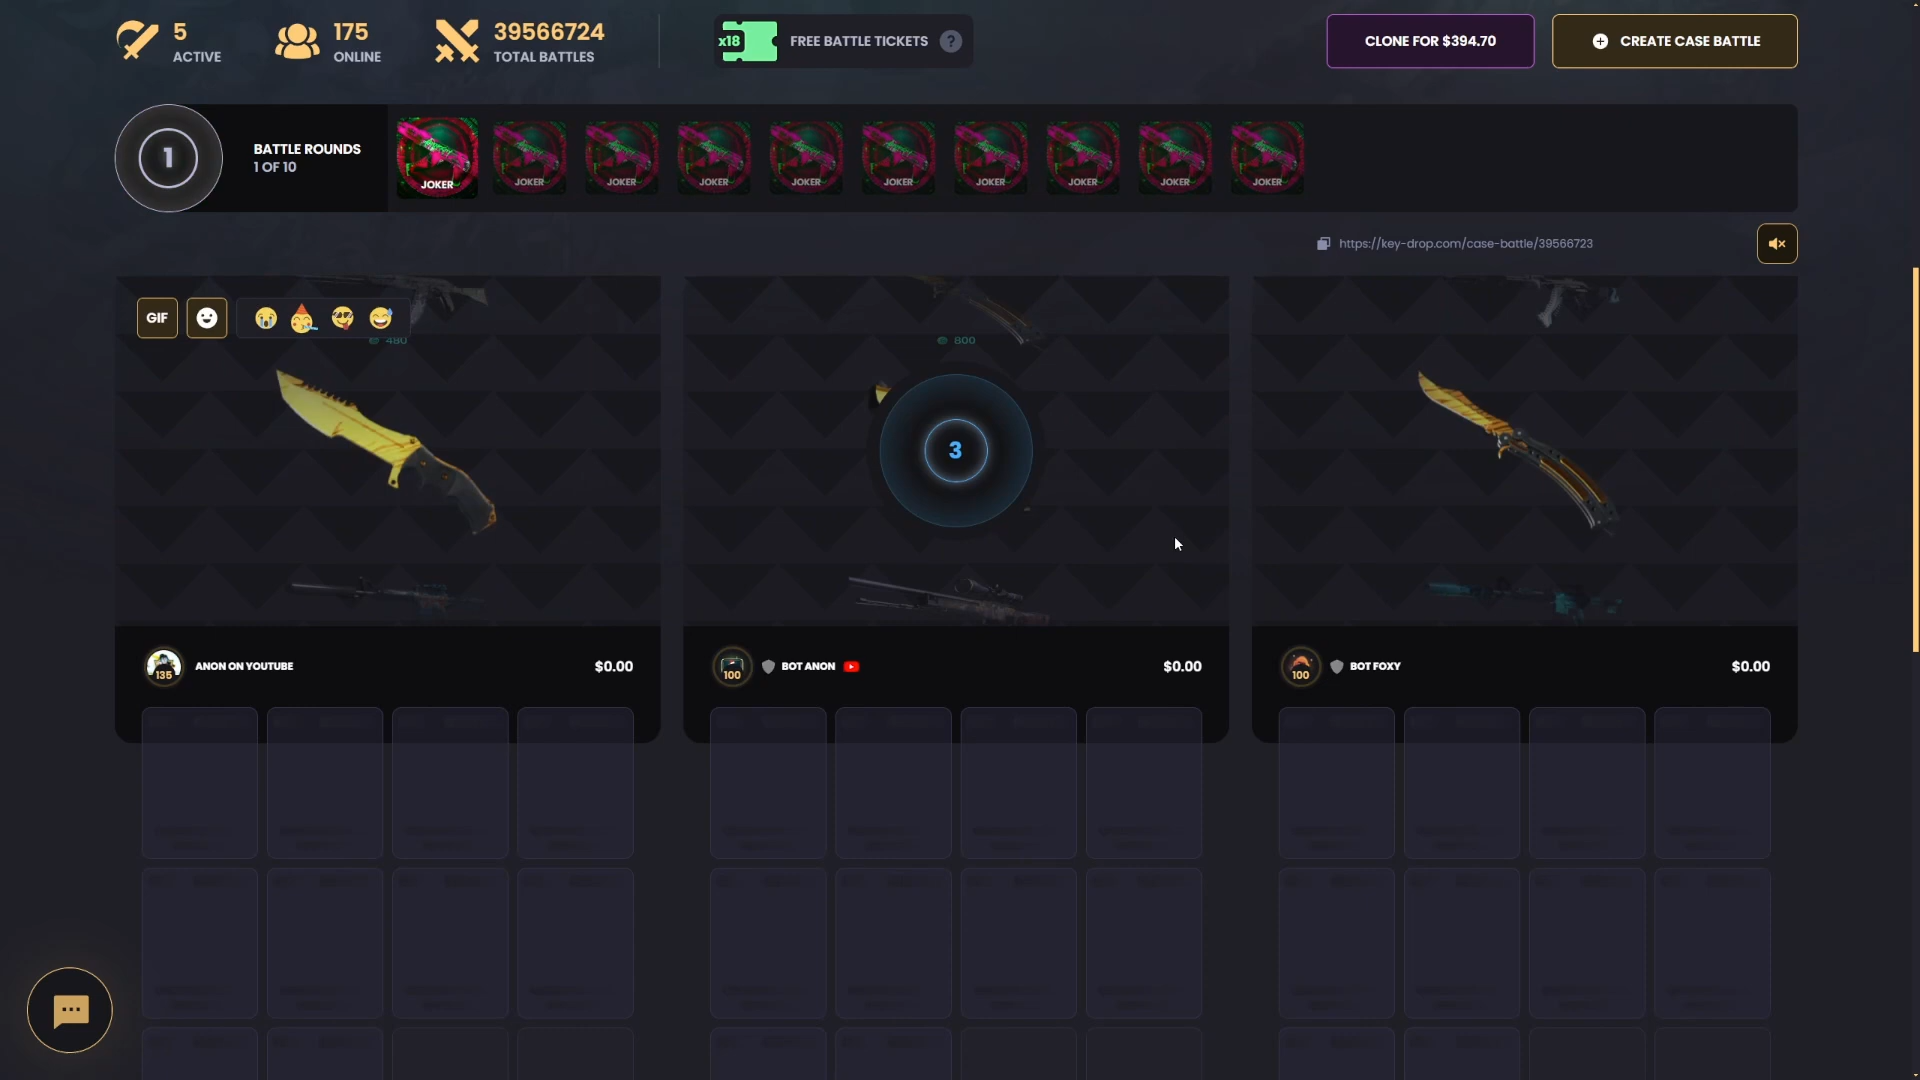 5
ACTIVE
175
ONLINE
39566724
TOTAL BATTLES
x18
FREE BATTLE TICKETS
?
CLONE FOR $394.70
CREATE CASE BATTLE
1
BATTLE ROUNDS
1 OF 10
JOKER
JOKER
JOKER
JOKER
JOKER
JOKER
JOKER
JOKER
JOKER
JOKER
https://key-drop.com/case-battle/39566723
GIF
480
800
3
135
ANON ON YOUTUBE
$0.00
100
BOT ANON
$0.00
100
BOT FOXY
$0.00